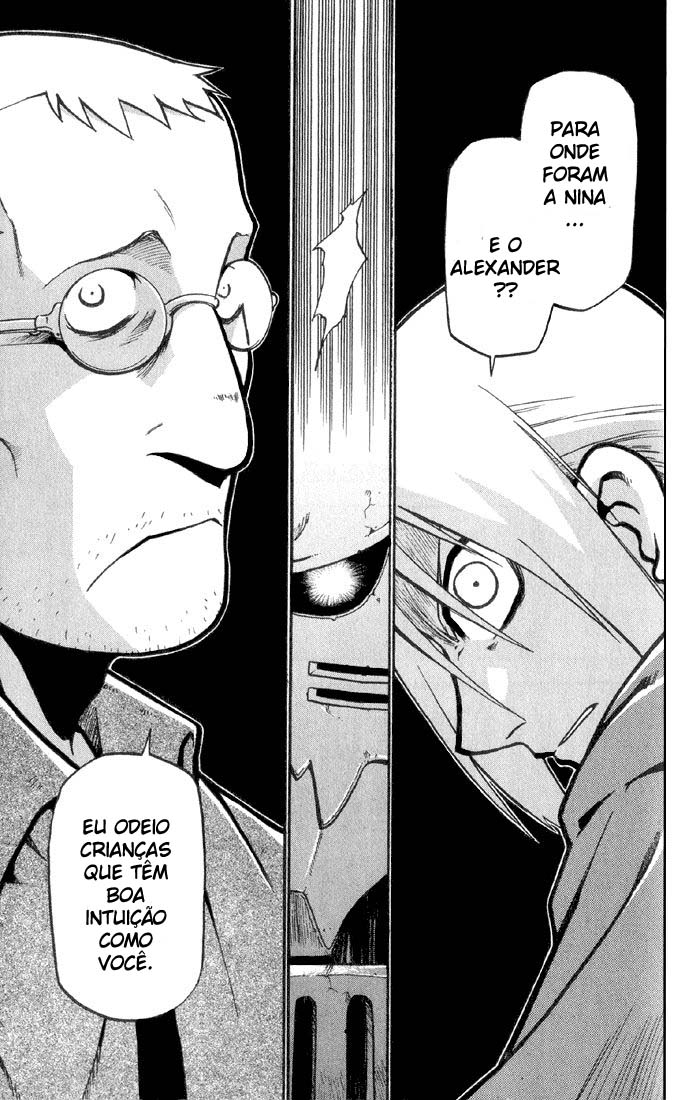 PARA
ONDE
FORAM
A NINA
...
E O
ALEXANDER
??
EU ODEIO
CRIANÇAS
QUE TÊM
BOA
INTUIÇÃO
COMO
VOCÊ.